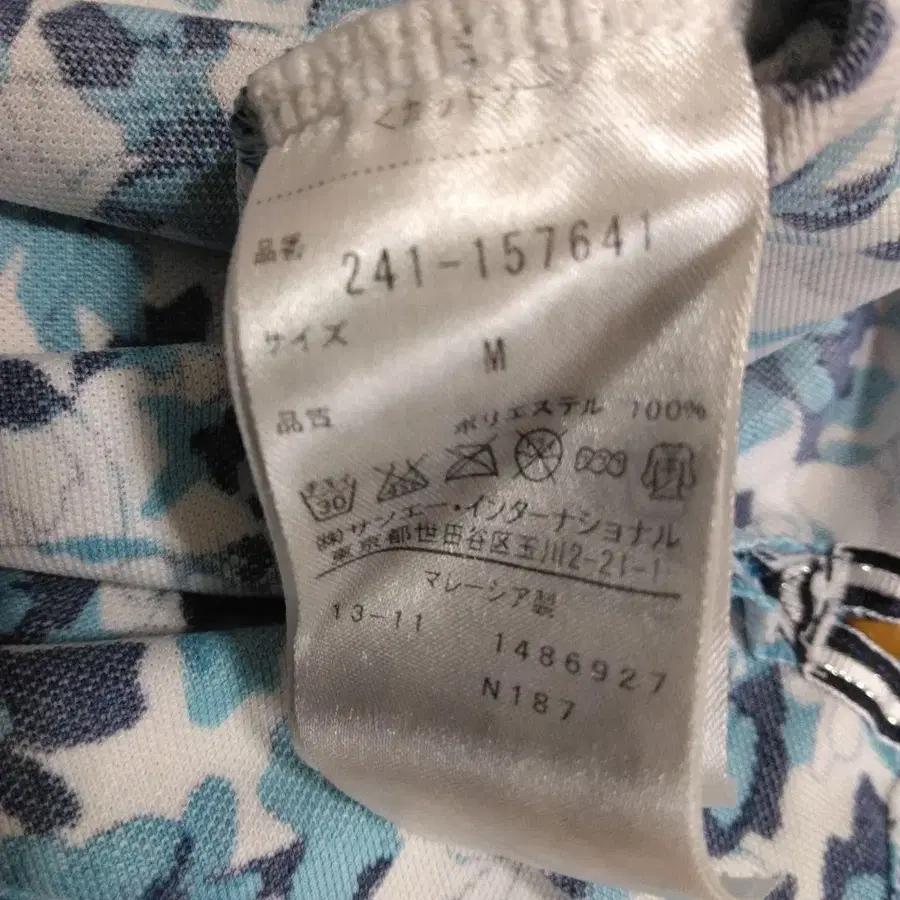 <カットソー>
品番 241-157641
サイズ M
品質 ポリエステル 100%
30
(株)サンエー・インターナショナル
東京都世田谷区玉川2-21-1
マレーシア製
13-11 1486927
N187